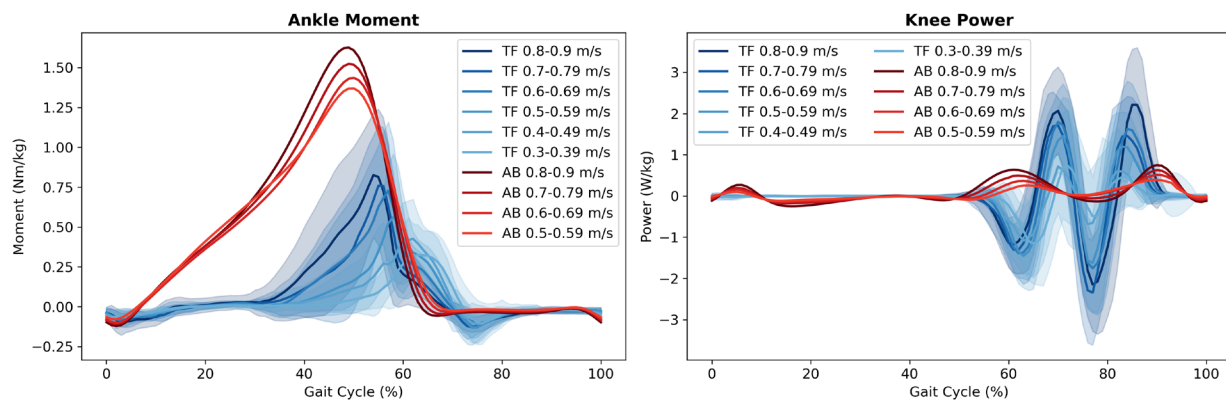 Ankle Moment
Moment (Nm/kg)
1.50
1.25
1.00
0.75
0.50
0.25
0.00
−0.25
TF 0.8-0.9 m/s
TF 0.7-0.79 m/s
TF 0.6-0.69 m/s
TF 0.5-0.59 m/s
TF 0.4-0.49 m/s
TF 0.3-0.39 m/s
AB 0.8-0.9 m/s
AB 0.7-0.79 m/s
AB 0.6-0.69 m/s
AB 0.5-0.59 m/s
0 20 40 60 80 100
Gait Cycle (%)
Knee Power
Power (W/kg)
3
2
1
0
−1
−2
−3
TF 0.8-0.9 m/s
TF 0.7-0.79 m/s
TF 0.6-0.69 m/s
TF 0.5-0.59 m/s
TF 0.4-0.49 m/s
TF 0.3-0.39 m/s
AB 0.8-0.9 m/s
AB 0.7-0.79 m/s
AB 0.6-0.69 m/s
AB 0.5-0.59 m/s
0 20 40 60 80 100
Gait Cycle (%)